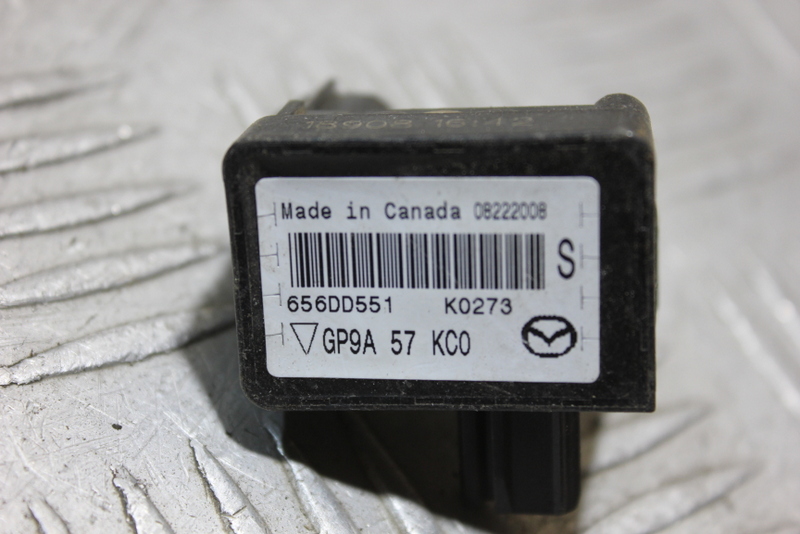 Made in Canada 08222008
S
656DD551 K0273
GP9A 57 KC0